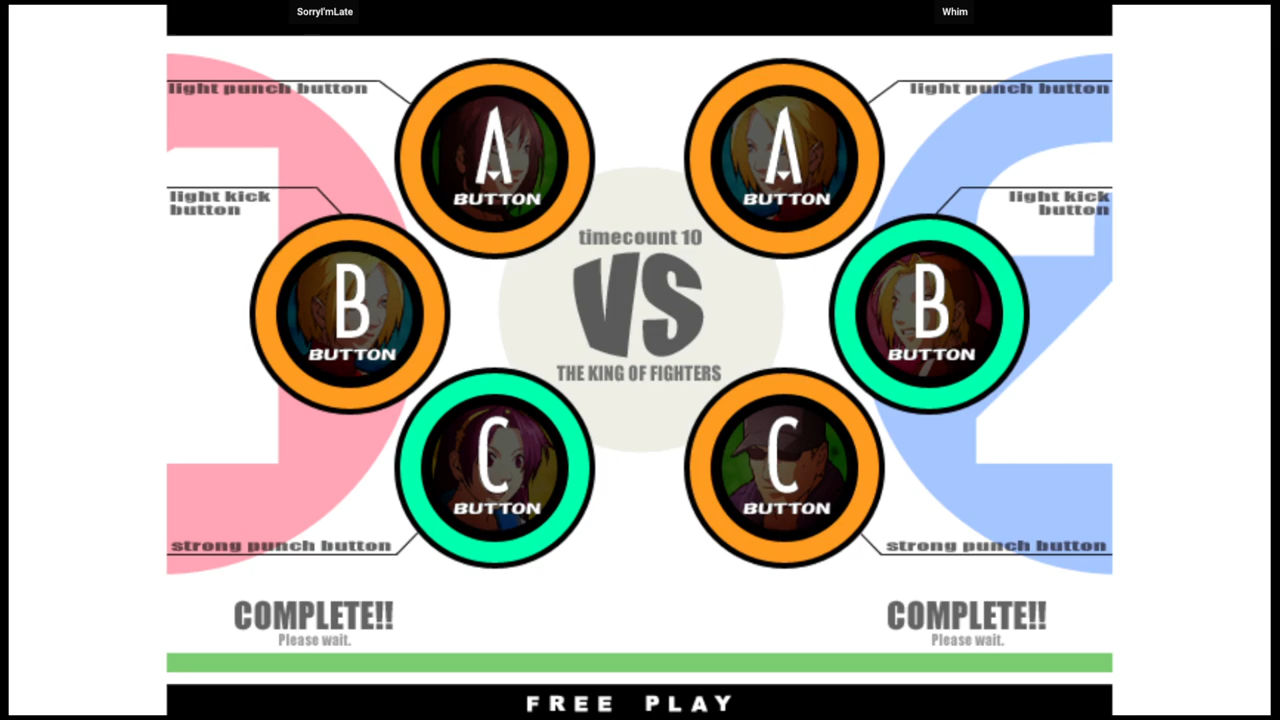 SorryI'mLate
Whim
light punch button
light punch button
A
BUTTON
A
BUTTON
light kick
button
light kick
button
timecount 10
VS
THE KING OF FIGHTERS
B
BUTTON
B
BUTTON
C
BUTTON
C
BUTTON
strong punch button
strong punch button
COMPLETE!!
Please wait.
COMPLETE!!
Please wait.
FREE PLAY